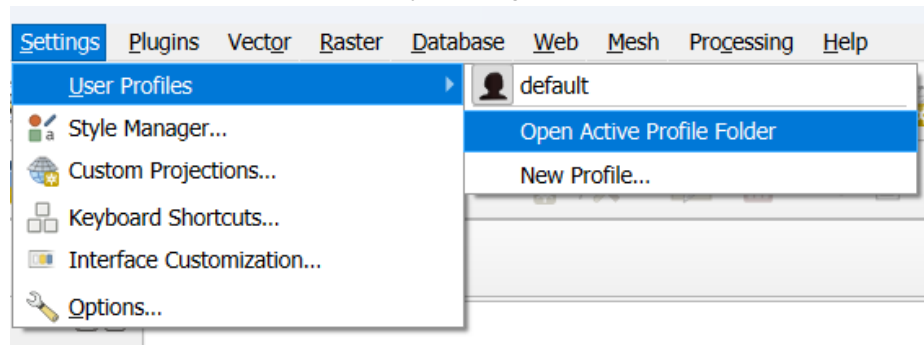 Settings Plugins Vector Raster Database Web Mesh Processing Help
User Profiles
default
Style Manager...
Open Active Profile Folder
Custom Projections...
New Profile...
Keyboard Shortcuts...
Interface Customization...
Options...